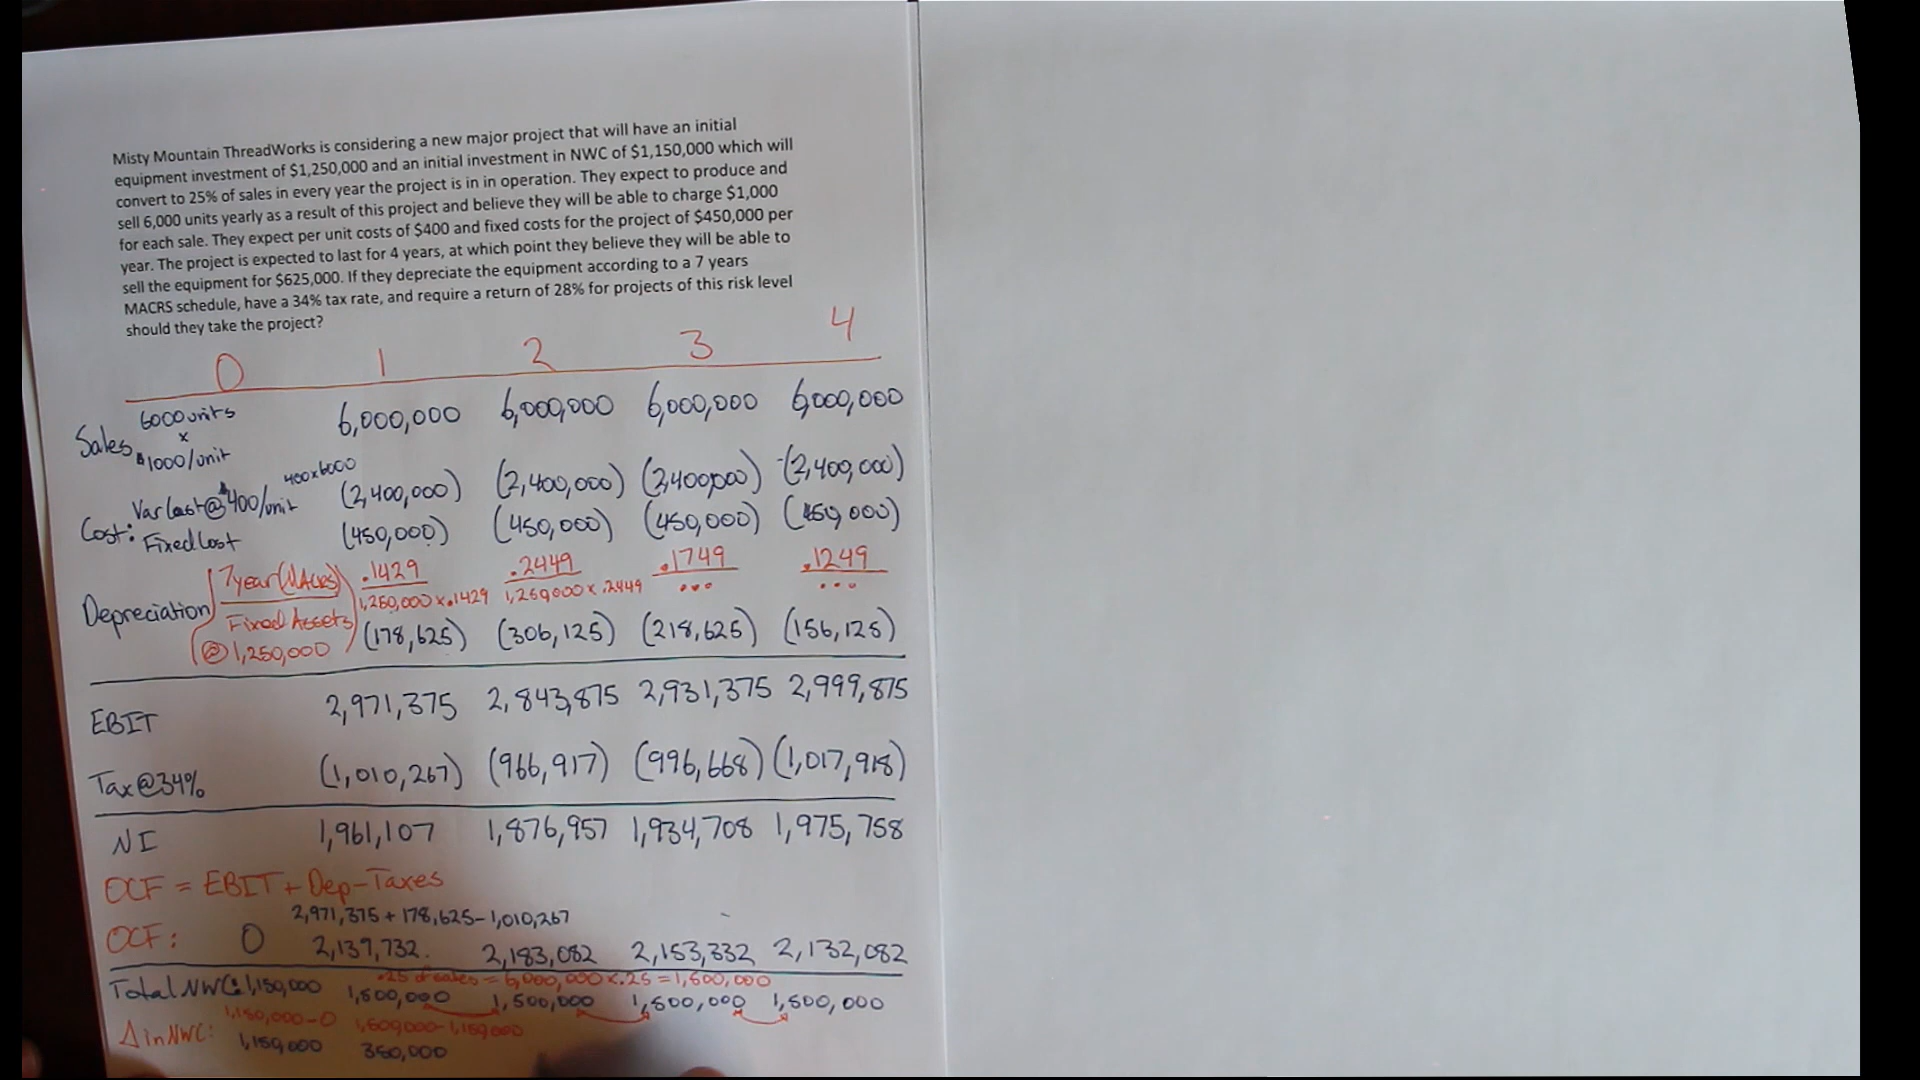 Misty Mountain ThreadWorks is considering a new major project that will have an initial
equipment investment of $1,250,000 and an initial investment in NWC of $1,150,000 which will
convert to 25% of sales in every year the project is in in operation. They expect to produce and
sell 6,000 units yearly as a result of this project and believe they will be able to charge $1,000
for each sale. They expect per unit costs of $400 and fixed costs for the project of $450,000 per
year. The project is expected to last for 4 years, at which point they believe they will be able to
sell the equipment for $625,000. If they depreciate the equipment according to a 7 years
MACRS schedule, have a 34% tax rate, and require a return of 28% for projects of this risk level
should they take the project?
0 1 2 3 4
Sales 6000 units x $1000/unit 6,000,000 6,000,000 6,000,000 6,000,000
400x6000
Cost: Var Cost@$400/unit (2,400,000) (2,400,000) (2,400,000) (2,400,000)
Fixed Cost (450,000) (450,000) (450,000) (450,000)
7year(MACRS) .1429 .2449 .1749 .1249
1,250,000x.1429 1,250,000x.2449 ... ...
Depreciation Fixed Assets (178,625) (306,125) (218,625) (156,125)
@1,250,000
EBIT 2,971,375 2,843,875 2,931,375 2,999,875
Tax@34% (1,010,267) (966,917) (996,668) (1,017,918)
NI 1,961,107 1,876,957 1,934,708 1,975,758
OCF = EBIT + Dep-Taxes
2,971,375 + 178,625 - 1,010,267
OCF: 0 2,139,732. 2,183,082 2,153,332 2,132,082
.25 of sales = 6,000,000 x .25 = 1,500,000
Total NWC: 1,150,000 1,500,000 1,500,000 1,500,000 1,500,000
1,150,000-0 1,500,000-1,150,000
Δ in NWC: 1,150,000 350,000